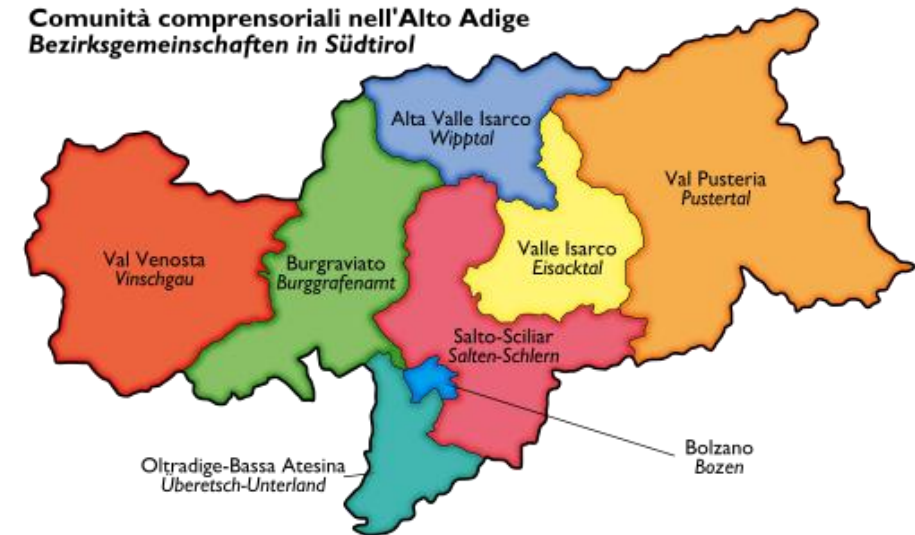 Comunità comprensoriali nell'Alto Adige
Bezirksgemeinschaften in Südtirol
Alta Valle Isarco
Wipptal
Val Pusteria
Pustertal
Val Venosta
Vinschgau
Burgraviato
Burggrafenamt
Valle Isarco
Eisacktal
Salto-Sciliar
Salten-Schlern
Bolzano
Bozen
Oltradige-Bassa Atesina
Überetsch-Unterland